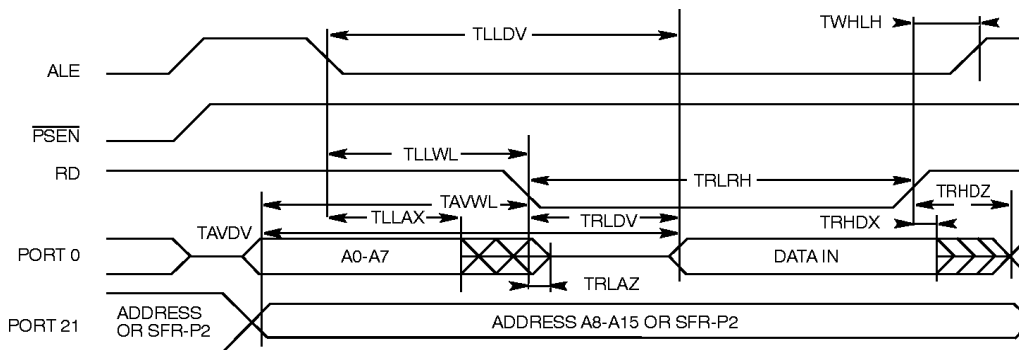 TLLDV
TWHLH
ALE
PSEN
TLLWL
RD
TRLRH
TAVWL
TRHDZ
TLLAX
TRLDV
TRHDX
TAVDV
PORT 0
A0-A7
DATA IN
TRLAZ
PORT 21
ADDRESS
OR SFR-P2
ADDRESS A8-A15 OR SFR-P2